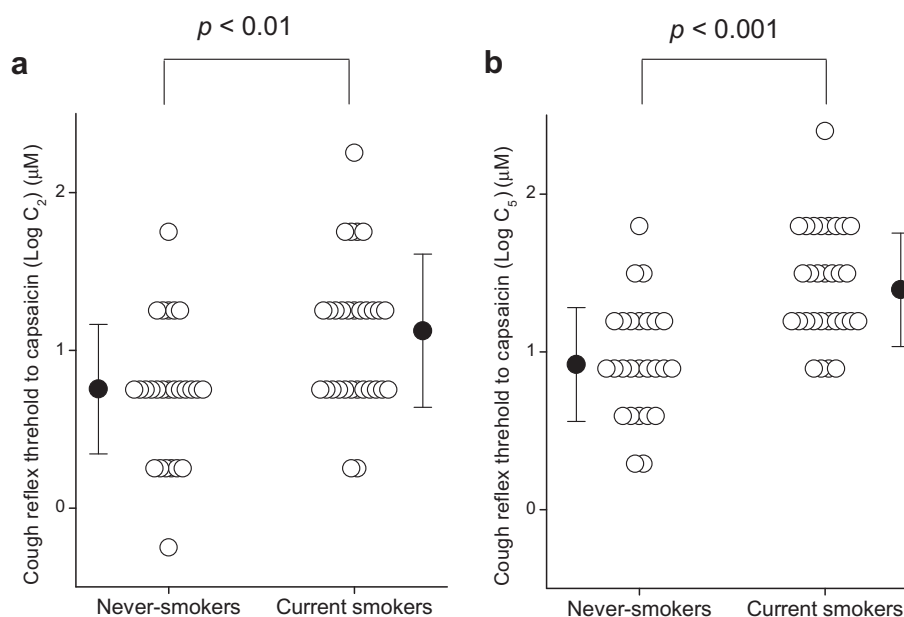 p < 0.01
a
Cough reflex threhold to capsaicin (Log C₂) (μM)
2
1
0
Never-smokers
Current smokers
p < 0.001
b
Cough reflex threhold to capsaicin (Log C₅) (μM)
2
1
0
Never-smokers
Current smokers